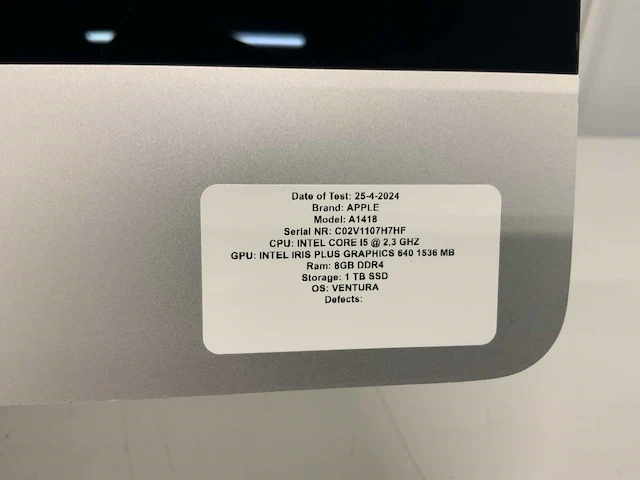 Date of Test: 25-4-2024
Brand: APPLE
Model: A1418
Serial NR: C02V1107H7HF
CPU: INTEL CORE I5 @ 2,3 GHZ
GPU: INTEL IRIS PLUS GRAPHICS 640 1536 MB
Ram: 8GB DDR4
Storage: 1 TB SSD
OS: VENTURA
Defects: